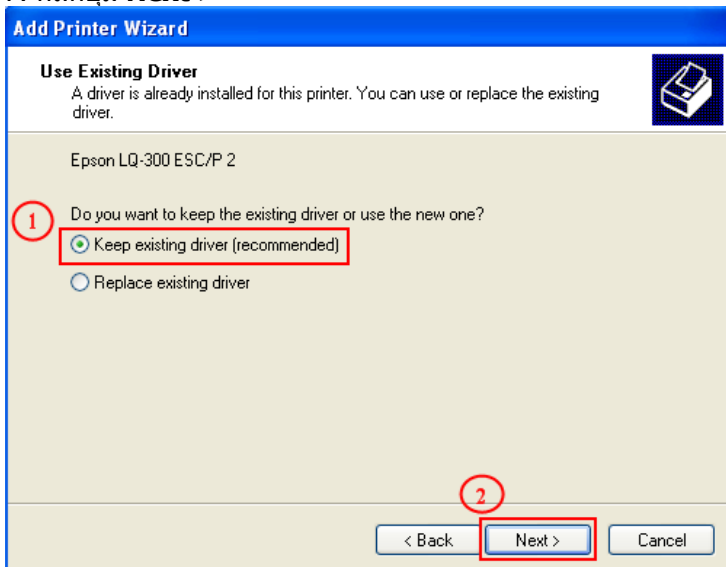 Add Printer Wizard
Use Existing Driver
A driver is already installed for this printer. You can use or replace the existing
driver.
Epson LQ-300 ESC/P 2
Do you want to keep the existing driver or use the new one?
1
Keep existing driver (recommended)
Replace existing driver
2
< Back Next > Cancel